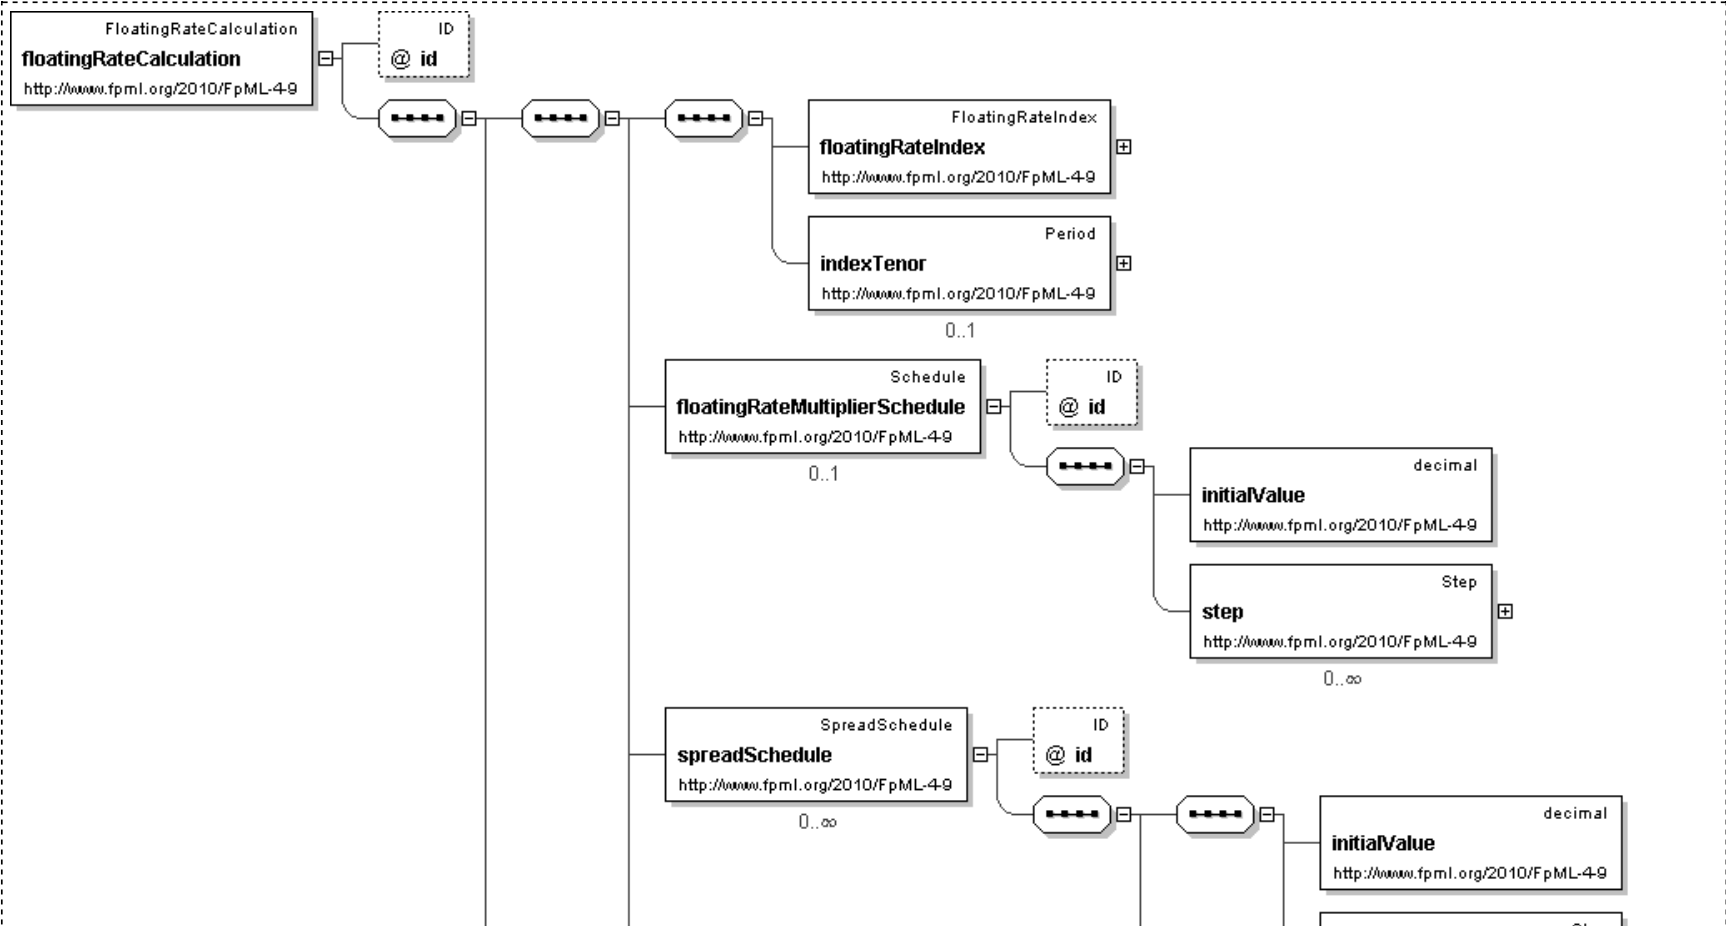 FloatingRateCalculation
floatingRateCalculation
http://www.fpml.org/2010/FpML-4-9
ID
@ id
FloatingRateIndex
floatingRateIndex
http://www.fpml.org/2010/FpML-4-9
Period
indexTenor
http://www.fpml.org/2010/FpML-4-9
0..1
Schedule
floatingRateMultiplierSchedule
http://www.fpml.org/2010/FpML-4-9
0..1
ID
@ id
decimal
initialValue
http://www.fpml.org/2010/FpML-4-9
Step
step
http://www.fpml.org/2010/FpML-4-9
0..∞
SpreadSchedule
spreadSchedule
http://www.fpml.org/2010/FpML-4-9
0..∞
ID
@ id
decimal
initialValue
http://www.fpml.org/2010/FpML-4-9